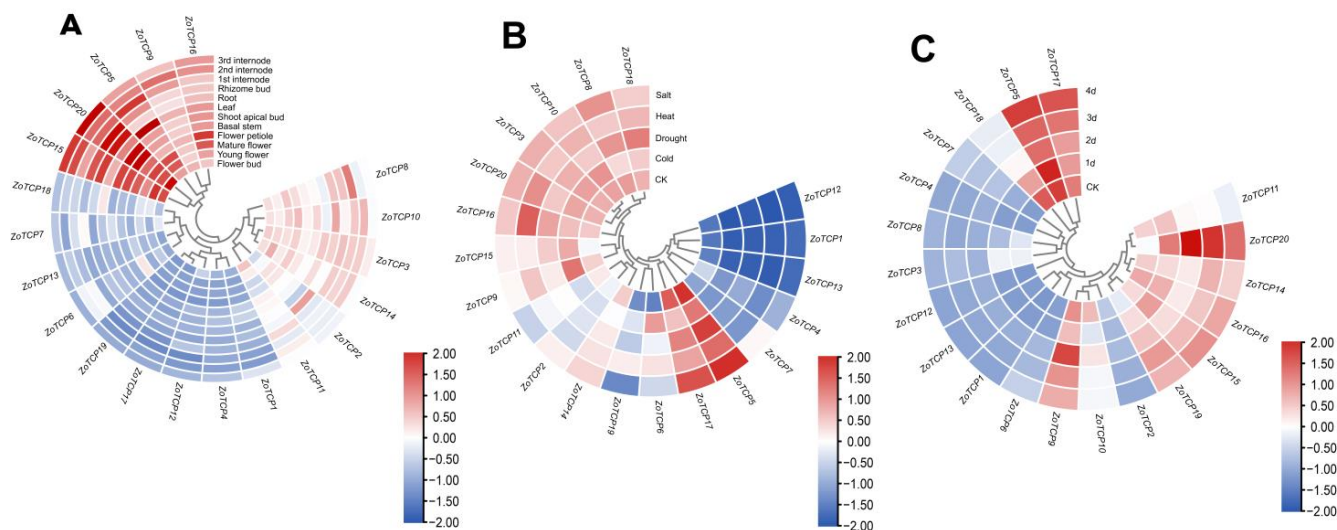 A
ZoTCP16
ZoTCP9
ZoTCP5
ZoTCP20
ZoTCP15
ZoTCP18
ZoTCP7
ZoTCP13
ZoTCP6
ZoTCP19
ZoTCP17
ZoTCP12
ZoTCP4
ZoTCP1
ZoTCP11
ZoTCP2
ZoTCP14
ZoTCP3
ZoTCP10
ZoTCP8
3rd internode
2nd internode
1st internode
Rhizome bud
Root
Leaf
Shoot apical bud
Basal stem
Flower petiole
Mature flower
Young flower
Flower bud
2.00
1.50
1.00
0.50
0.00
−0.50
−1.00
−1.50
−2.00
B
ZoTCP18
ZoTCP8
ZoTCP10
ZoTCP3
ZoTCP20
ZoTCP16
ZoTCP15
ZoTCP9
ZoTCP11
ZoTCP2
ZoTCP14
ZoTCP19
ZoTCP6
ZoTCP17
ZoTCP5
ZoTCP7
ZoTCP4
ZoTCP13
ZoTCP1
ZoTCP12
Salt
Heat
Drought
Cold
CK
2.00
1.50
1.00
0.50
0.00
−0.50
−1.00
−1.50
−2.00
C
ZoTCP17
ZoTCP5
ZoTCP18
ZoTCP7
ZoTCP4
ZoTCP8
ZoTCP3
ZoTCP12
ZoTCP13
ZoTCP1
ZoTCP6
ZoTCP9
ZoTCP10
ZoTCP2
ZoTCP19
ZoTCP15
ZoTCP16
ZoTCP14
ZoTCP20
ZoTCP11
4d
3d
2d
1d
CK
2.00
1.50
1.00
0.50
0.00
−0.50
−1.00
−1.50
−2.00